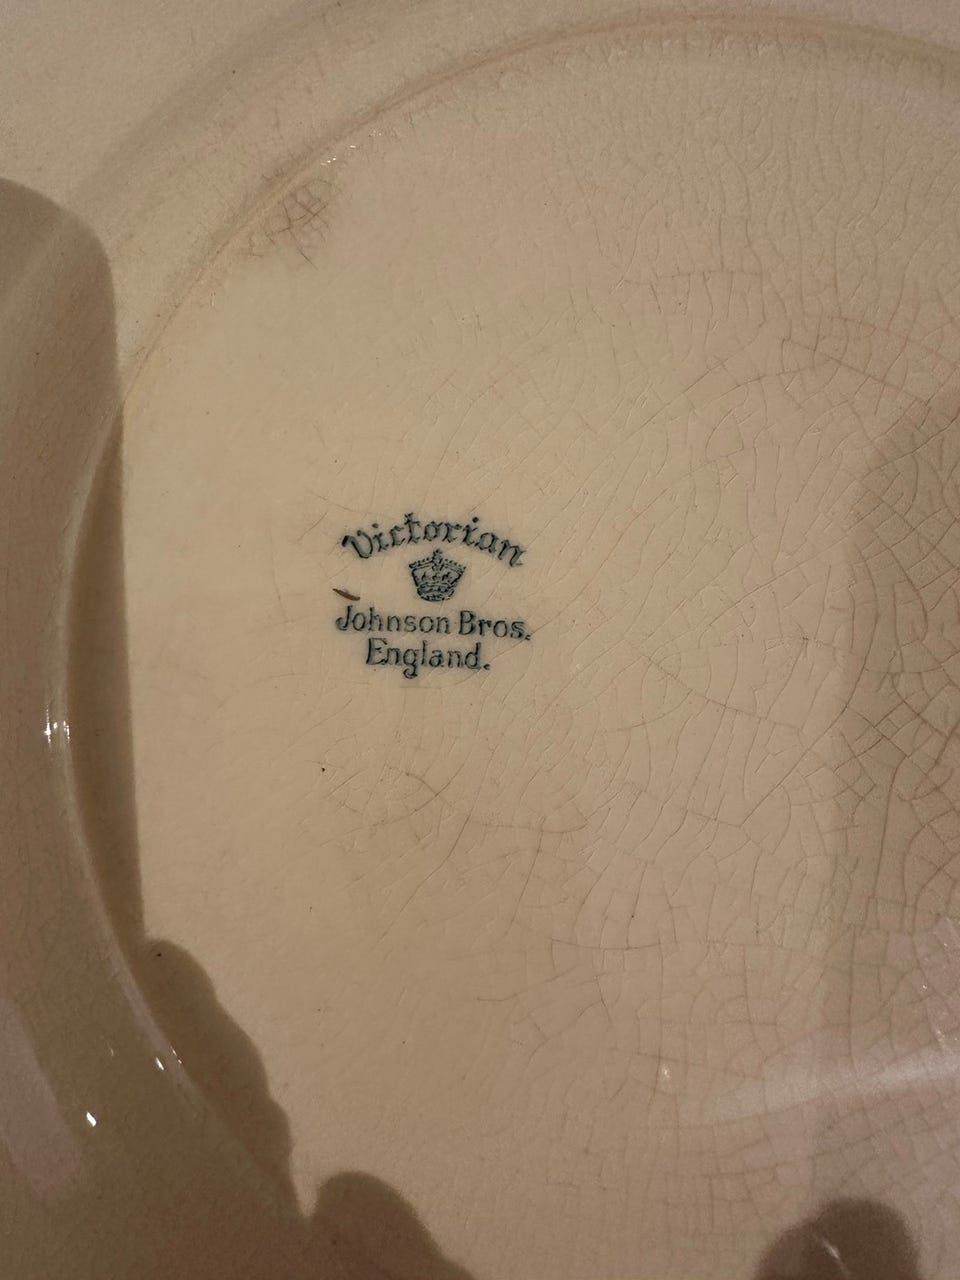 Victorian
Johnson Bros.
England.